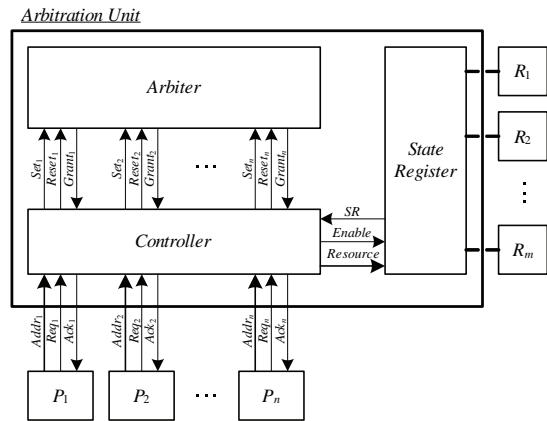 Arbitration Unit
Arbiter
State
Register
R1
R2
⋮
Rm
Set1 Reset1 Grant1 Set2 Reset2 Grant2 ... Setn Resetn Grantn
SR
Enable
Resource
Controller
Addr1 Req1 Ack1 Addr2 Req2 Ack2 Addrn Reqn Ackn
P1 P2 ... Pn